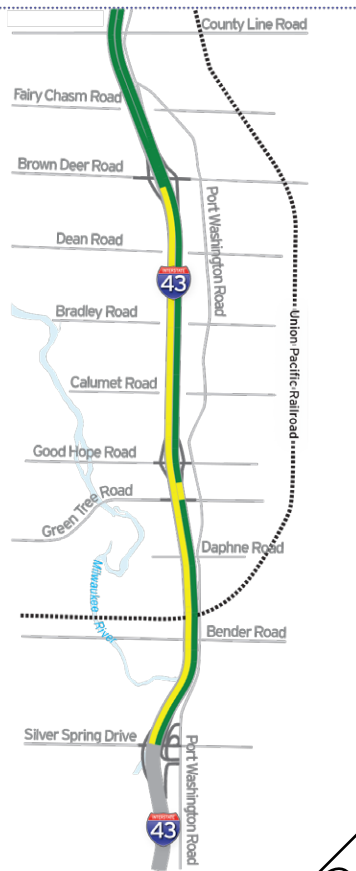 County Line Road
Fairy Chasm Road
Brown Deer Road
Port Washington Road
Dean Road
INTERSTATE
43
Bradley Road
Union Pacific Railroad
Calumet Road
Good Hope Road
Green Tree Road
Daphne Road
Milwaukee River
Bender Road
Silver Spring Drive
Port Washington Road
INTERSTATE
43